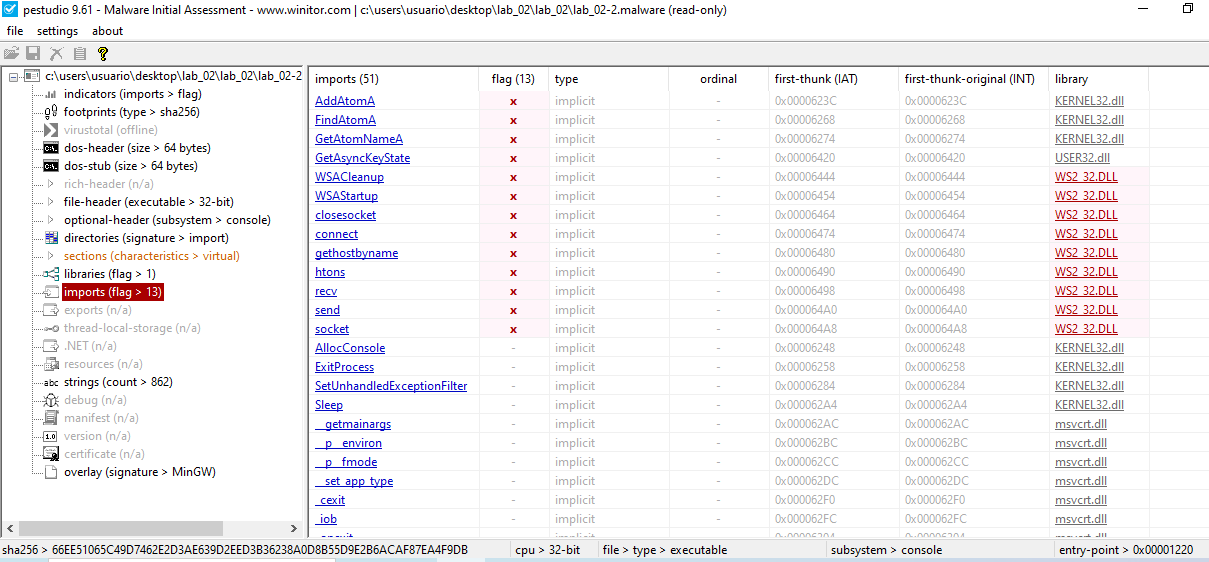 pestudio 9.61 - Malware Initial Assessment - www.winitor.com | c:\users\usuario\desktop\lab_02\lab_02\lab_02-2.malware (read-only)
file settings about
c:\users\usuario\desktop\lab_02\lab_02\lab_02-2
indicators (imports > flag)
footprints (type > sha256)
virustotal (offline)
dos-header (size > 64 bytes)
dos-stub (size > 64 bytes)
rich-header (n/a)
file-header (executable > 32-bit)
optional-header (subsystem > console)
directories (signature > import)
sections (characteristics > virtual)
libraries (flag > 1)
imports (flag > 13)
exports (n/a)
thread-local-storage (n/a)
.NET (n/a)
resources (n/a)
abc strings (count > 862)
debug (n/a)
manifest (n/a)
1.0 version (n/a)
certificate (n/a)
overlay (signature > MinGW)
imports (51) flag (13) type ordinal first-thunk (IAT) first-thunk-original (INT) library
AddAtomA x implicit - 0x0000623C 0x0000623C KERNEL32.dll
FindAtomA x implicit - 0x00006268 0x00006268 KERNEL32.dll
GetAtomNameA x implicit - 0x00006274 0x00006274 KERNEL32.dll
GetAsyncKeyState x implicit - 0x00006420 0x00006420 USER32.dll
WSACleanup x implicit - 0x00006444 0x00006444 WS2_32.DLL
WSAStartup x implicit - 0x00006454 0x00006454 WS2_32.DLL
closesocket x implicit - 0x00006464 0x00006464 WS2_32.DLL
connect x implicit - 0x00006474 0x00006474 WS2_32.DLL
gethostbyname x implicit - 0x00006480 0x00006480 WS2_32.DLL
htons x implicit - 0x00006490 0x00006490 WS2_32.DLL
recv x implicit - 0x00006498 0x00006498 WS2_32.DLL
send x implicit - 0x000064A0 0x000064A0 WS2_32.DLL
socket x implicit - 0x000064A8 0x000064A8 WS2_32.DLL
AllocConsole - implicit - 0x00006248 0x00006248 KERNEL32.dll
ExitProcess - implicit - 0x00006258 0x00006258 KERNEL32.dll
SetUnhandledExceptionFilter - implicit - 0x00006284 0x00006284 KERNEL32.dll
Sleep - implicit - 0x000062A4 0x000062A4 KERNEL32.dll
__getmainargs - implicit - 0x000062AC 0x000062AC msvcrt.dll
__p__environ - implicit - 0x000062BC 0x000062BC msvcrt.dll
__p__fmode - implicit - 0x000062CC 0x000062CC msvcrt.dll
__set_app_type - implicit - 0x000062DC 0x000062DC msvcrt.dll
_cexit - implicit - 0x000062F0 0x000062F0 msvcrt.dll
_iob - implicit - 0x000062FC 0x000062FC msvcrt.dll
sha256 > 66EE51065C49D7462E2D3AE639D2EED3B36238A0D8B55D9E2B6ACAF87EA4F9DB cpu > 32-bit file > type > executable subsystem > console entry-point > 0x00001220